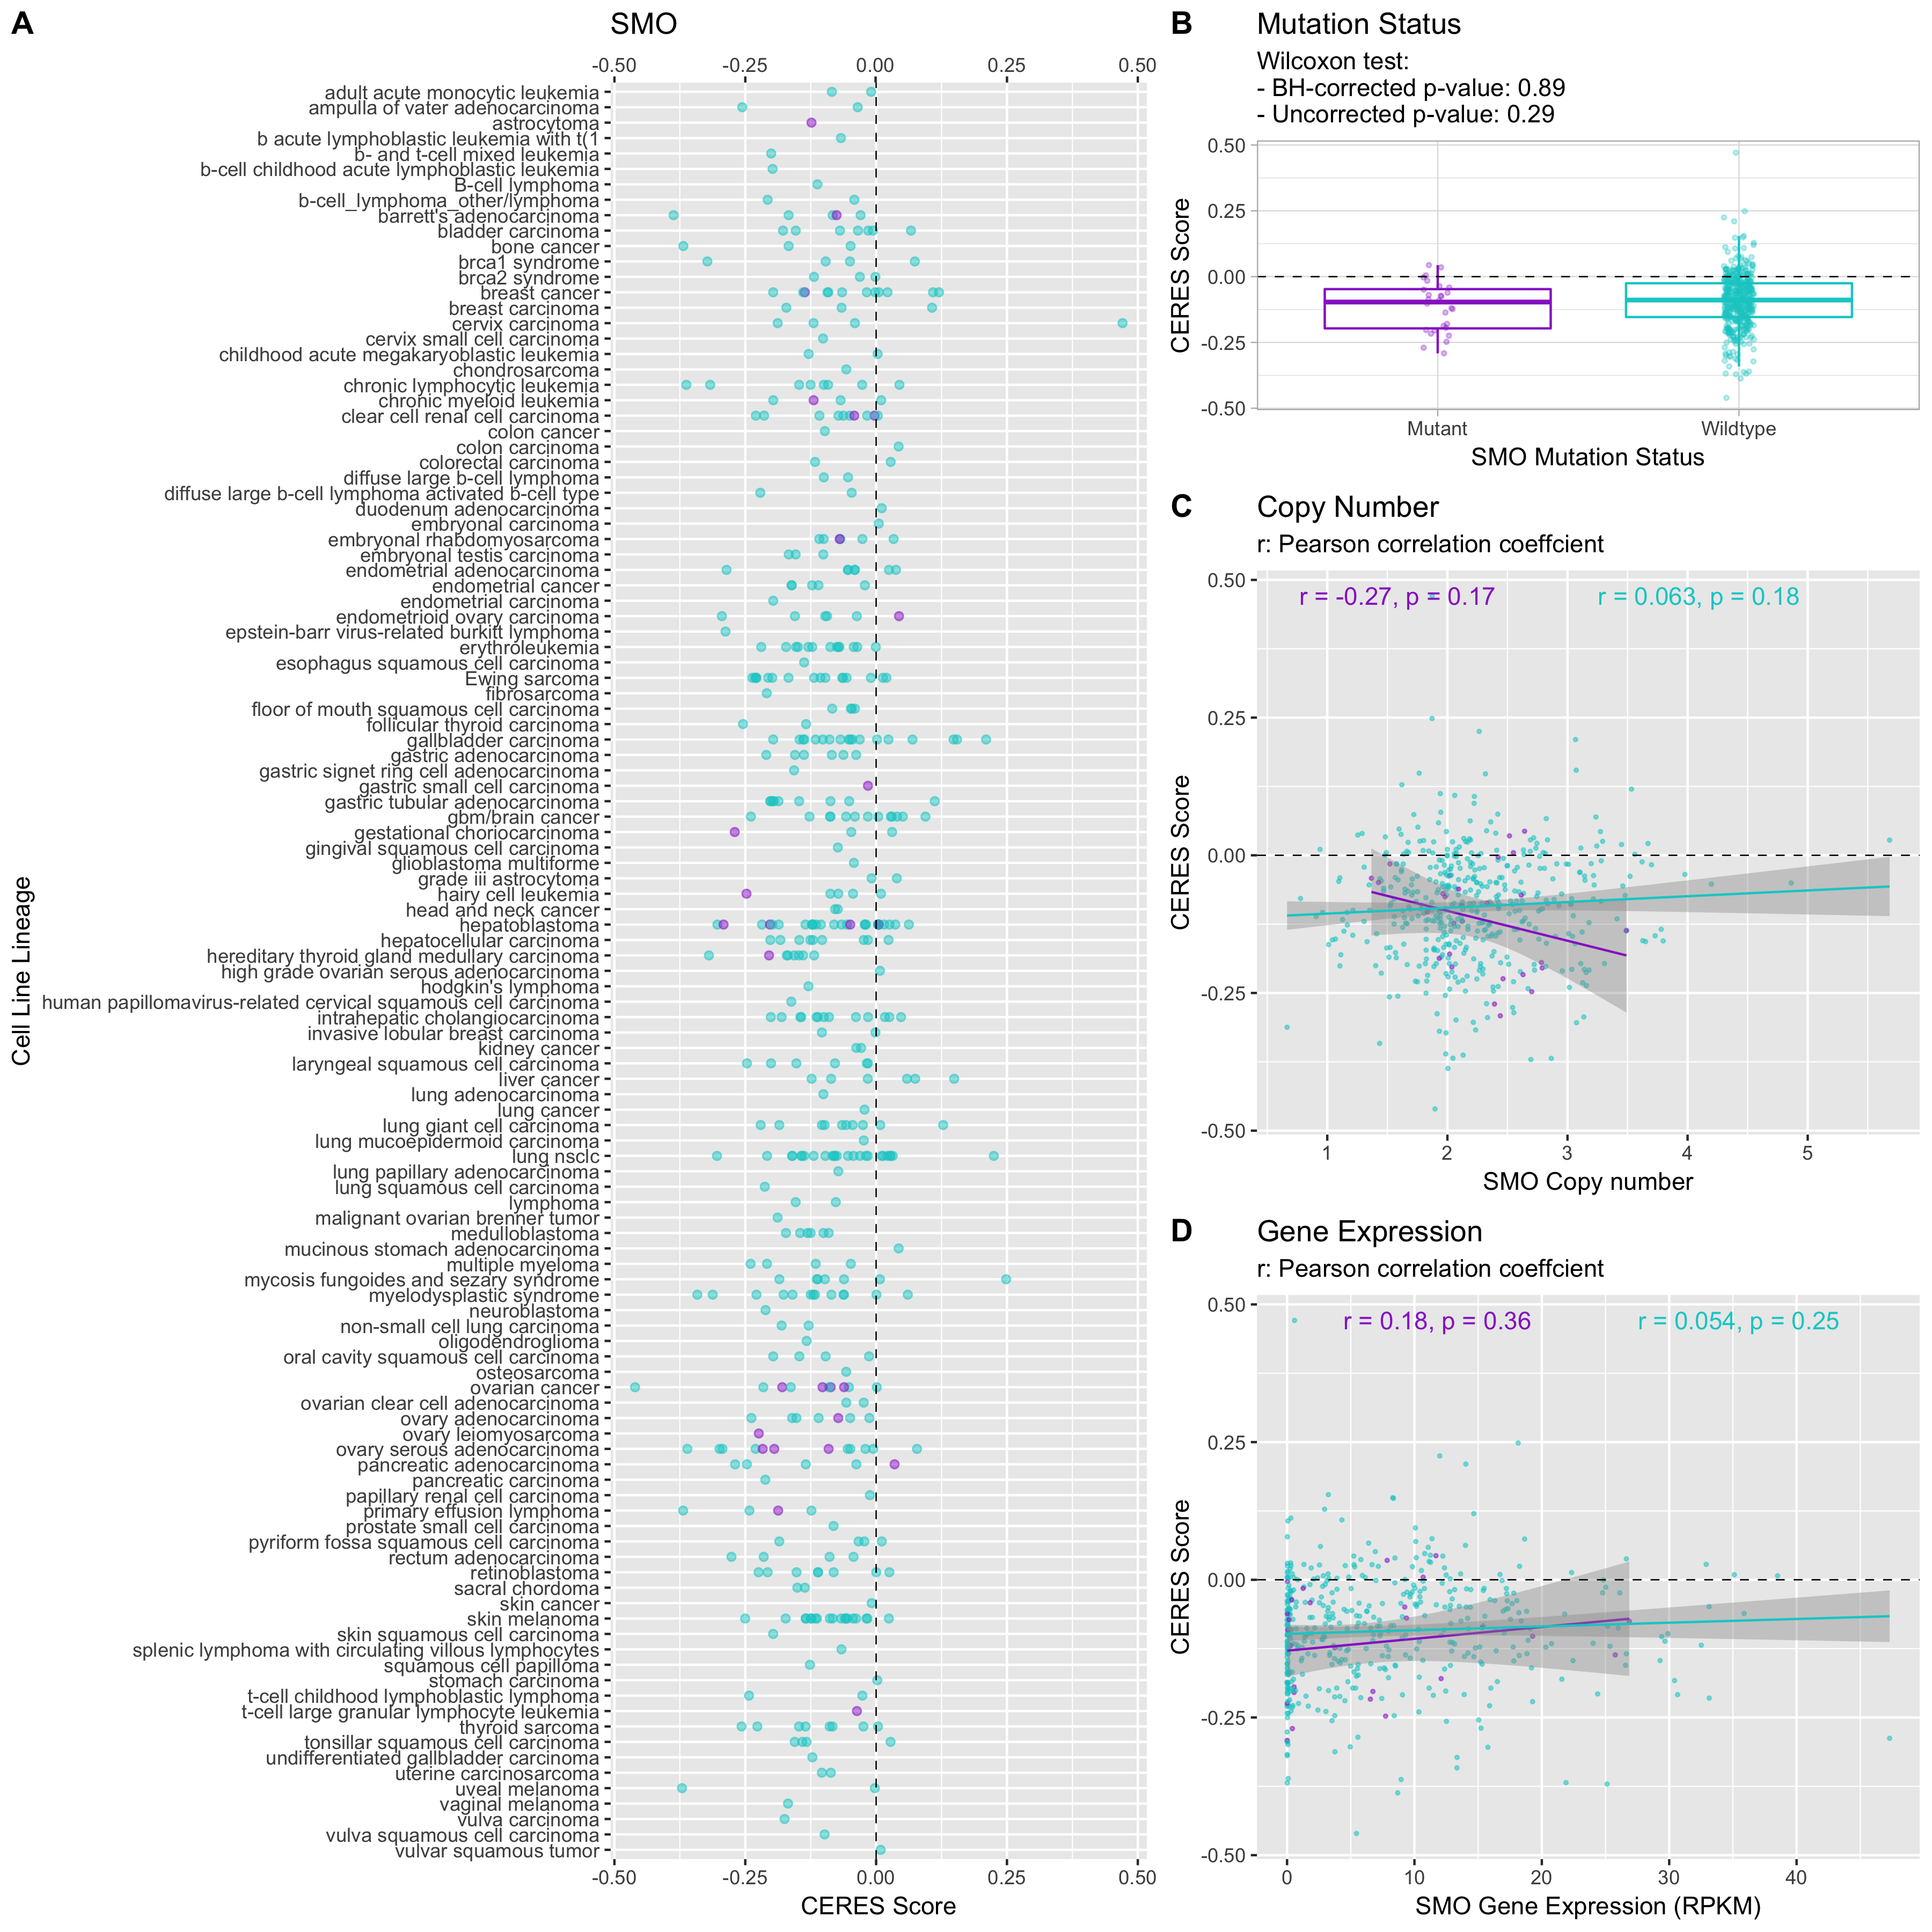 A
SMO
-0.50 -0.25 0.00 0.25 0.50
Cell Line Lineage
adult acute monocytic leukemia
ampulla of vater adenocarcinoma
astrocytoma
b acute lymphoblastic leukemia with t(1
b- and t-cell mixed leukemia
b-cell childhood acute lymphoblastic leukemia
B-cell lymphoma
b-cell_lymphoma_other/lymphoma
barrett's adenocarcinoma
bladder carcinoma
bone cancer
brca1 syndrome
brca2 syndrome
breast cancer
breast carcinoma
cervix carcinoma
cervix small cell carcinoma
childhood acute megakaryoblastic leukemia
chondrosarcoma
chronic lymphocytic leukemia
chronic myeloid leukemia
clear cell renal cell carcinoma
colon cancer
colon carcinoma
colorectal carcinoma
diffuse large b-cell lymphoma
diffuse large b-cell lymphoma activated b-cell type
duodenum adenocarcinoma
embryonal carcinoma
embryonal rhabdomyosarcoma
embryonal testis carcinoma
endometrial adenocarcinoma
endometrial cancer
endometrial carcinoma
endometrioid ovary carcinoma
epstein-barr virus-related burkitt lymphoma
erythroleukemia
esophagus squamous cell carcinoma
Ewing sarcoma
fibrosarcoma
floor of mouth squamous cell carcinoma
follicular thyroid carcinoma
gallbladder carcinoma
gastric adenocarcinoma
gastric signet ring cell adenocarcinoma
gastric small cell carcinoma
gastric tubular adenocarcinoma
gbm/brain cancer
gestational choriocarcinoma
gingival squamous cell carcinoma
glioblastoma multiforme
grade iii astrocytoma
hairy cell leukemia
head and neck cancer
hepatoblastoma
hepatocellular carcinoma
hereditary thyroid gland medullary carcinoma
high grade ovarian serous adenocarcinoma
hodgkin's lymphoma
human papillomavirus-related cervical squamous cell carcinoma
intrahepatic cholangiocarcinoma
invasive lobular breast carcinoma
kidney cancer
laryngeal squamous cell carcinoma
liver cancer
lung adenocarcinoma
lung cancer
lung giant cell carcinoma
lung mucoepidermoid carcinoma
lung nsclc
lung papillary adenocarcinoma
lung squamous cell carcinoma
lymphoma
malignant ovarian brenner tumor
medulloblastoma
mucinous stomach adenocarcinoma
multiple myeloma
mycosis fungoides and sezary syndrome
myelodysplastic syndrome
neuroblastoma
non-small cell lung carcinoma
oligodendroglioma
oral cavity squamous cell carcinoma
osteosarcoma
ovarian cancer
ovarian clear cell adenocarcinoma
ovary adenocarcinoma
ovary leiomyosarcoma
ovary serous adenocarcinoma
pancreatic adenocarcinoma
pancreatic carcinoma
papillary renal cell carcinoma
primary effusion lymphoma
prostate small cell carcinoma
pyriform fossa squamous cell carcinoma
rectum adenocarcinoma
retinoblastoma
sacral chordoma
skin cancer
skin melanoma
skin squamous cell carcinoma
splenic lymphoma with circulating villous lymphocytes
squamous cell papilloma
stomach carcinoma
t-cell childhood lymphoblastic lymphoma
t-cell large granular lymphocyte leukemia
thyroid sarcoma
tonsillar squamous cell carcinoma
undifferentiated gallbladder carcinoma
uterine carcinosarcoma
uveal melanoma
vaginal melanoma
vulva carcinoma
vulva squamous cell carcinoma
vulvar squamous tumor
-0.50 -0.25 0.00 0.25 0.50
CERES Score
B
Mutation Status
Wilcoxon test:
- BH-corrected p-value: 0.89
- Uncorrected p-value: 0.29
CERES Score
0.50
0.25
0.00
-0.25
-0.50
Mutant Wildtype
SMO Mutation Status
C
Copy Number
r: Pearson correlation coeffcient
r = -0.27, p = 0.17 r = 0.063, p = 0.18
CERES Score
0.50
0.25
0.00
-0.25
-0.50
1 2 3 4 5
SMO Copy number
D
Gene Expression
r: Pearson correlation coeffcient
r = 0.18, p = 0.36 r = 0.054, p = 0.25
CERES Score
0.50
0.25
0.00
-0.25
-0.50
0 10 20 30 40
SMO Gene Expression (RPKM)